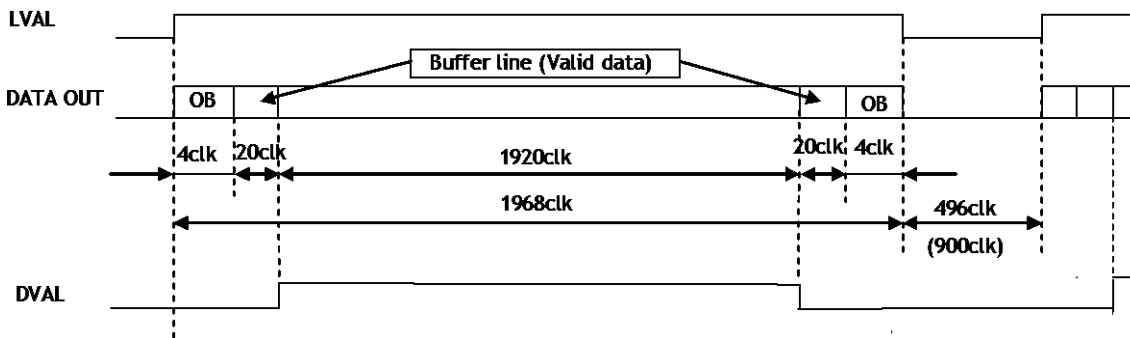 LVAL
Buffer line (Valid data)
DATA OUT
OB
OB
4clk
20clk
1920clk
20clk
4clk
1968clk
496clk
(900clk)
DVAL